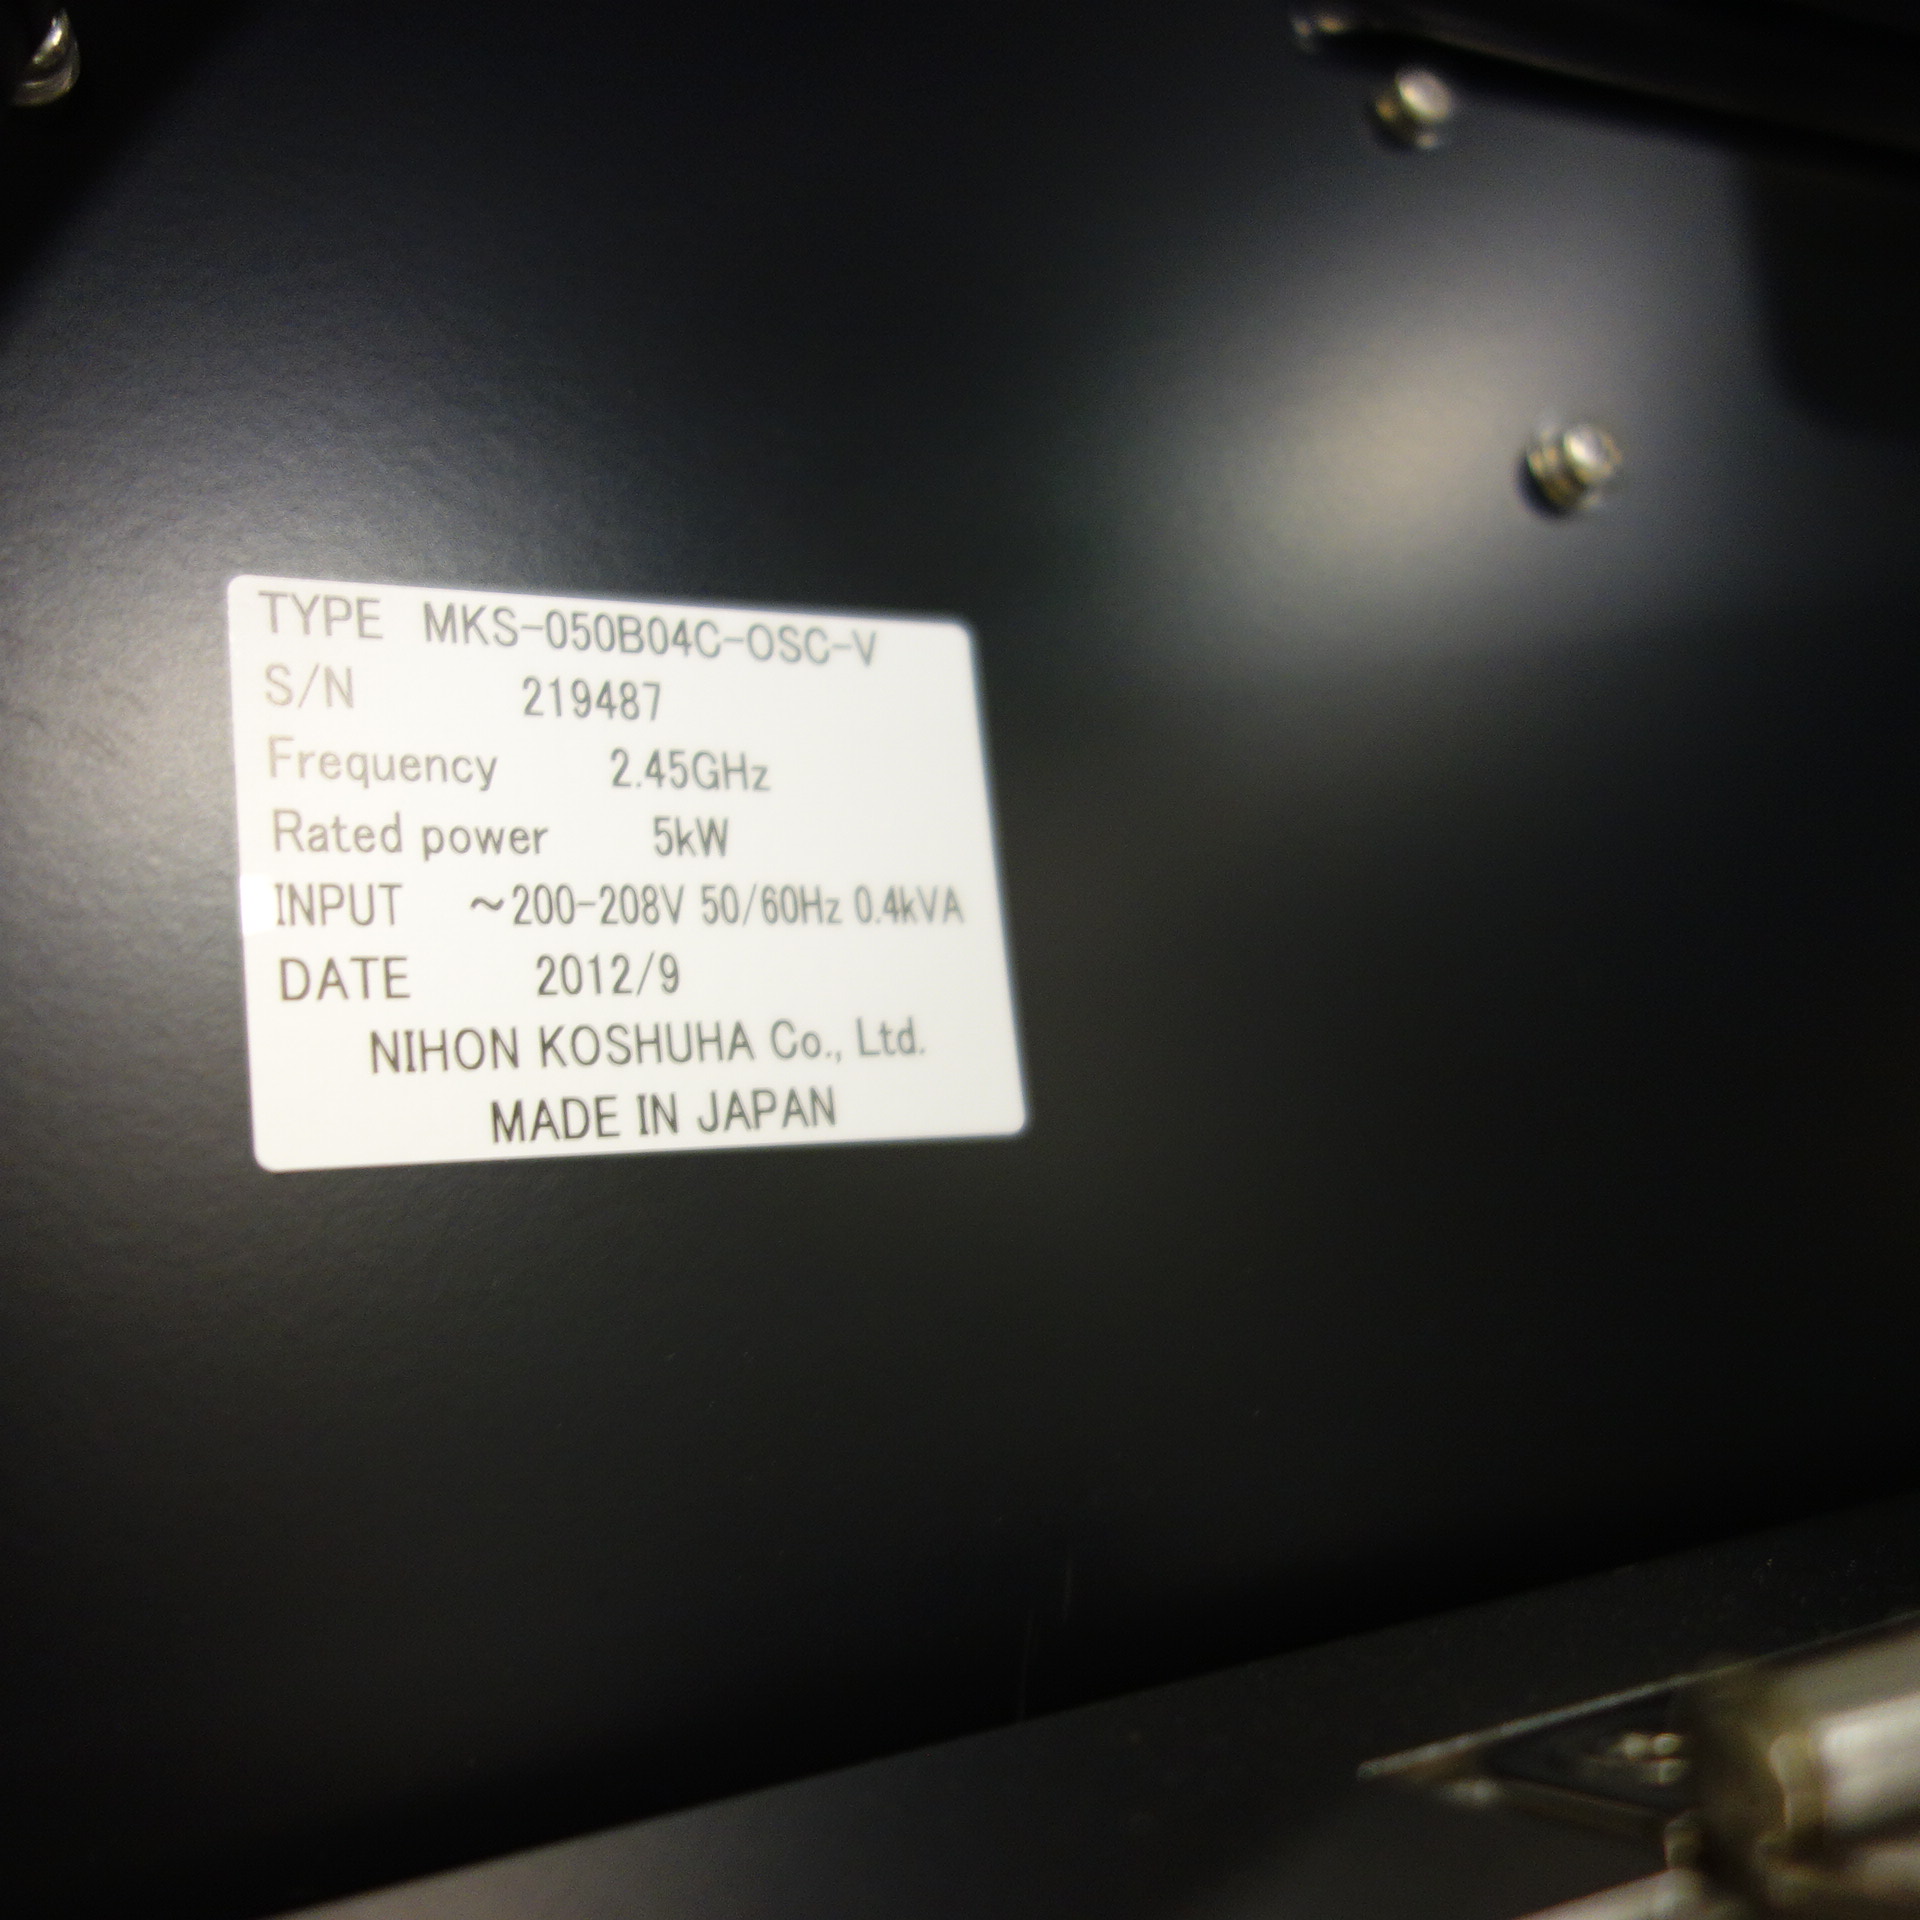 TYPE MKS-050B04C-OSC-V
S/N 219487
Frequency 2.45GHz
Rated power 5kW
INPUT ~200-208V 50/60Hz 0.4kVA
DATE 2012/9
NIHON KOSHUHA Co., Ltd.
MADE IN JAPAN